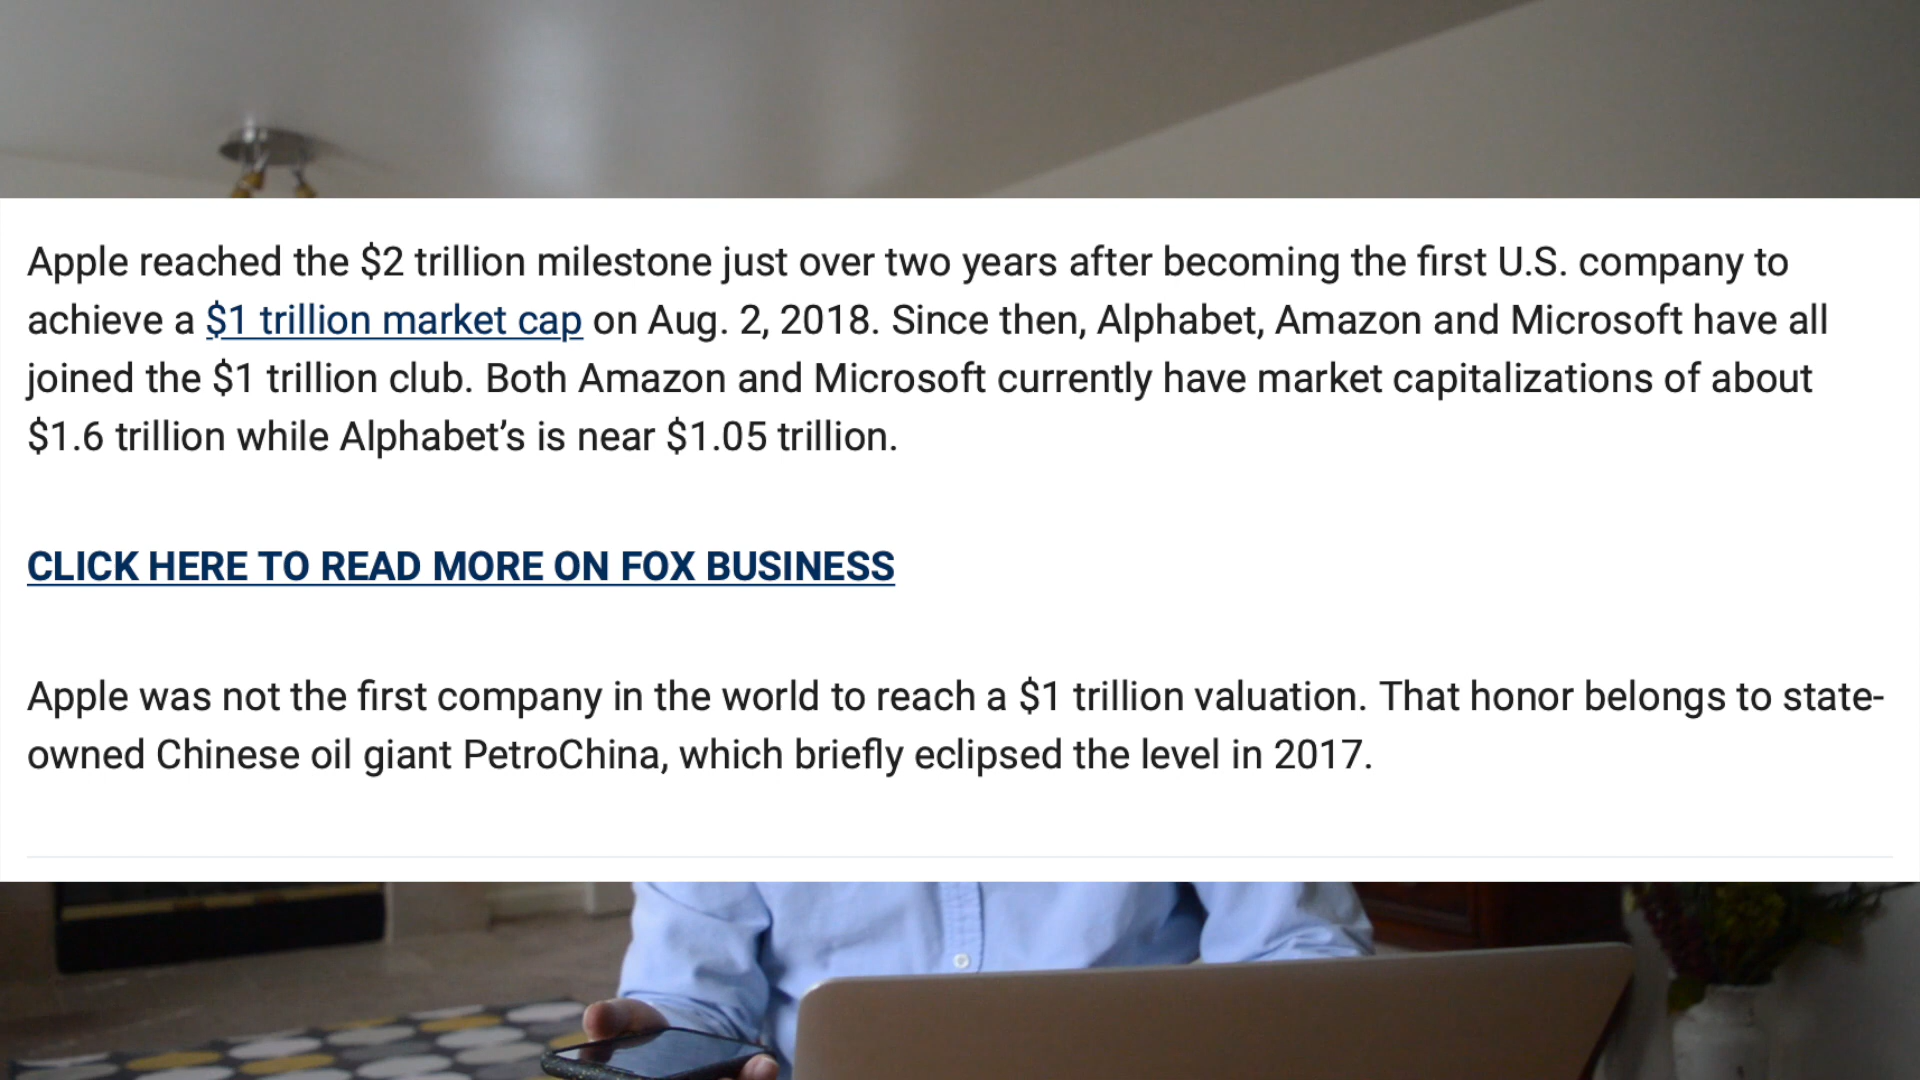 Apple reached the $2 trillion milestone just over two years after becoming the first U.S. company to
achieve a $1 trillion market cap on Aug. 2, 2018. Since then, Alphabet, Amazon and Microsoft have all
joined the $1 trillion club. Both Amazon and Microsoft currently have market capitalizations of about
$1.6 trillion while Alphabet’s is near $1.05 trillion.
CLICK HERE TO READ MORE ON FOX BUSINESS
Apple was not the first company in the world to reach a $1 trillion valuation. That honor belongs to state-
owned Chinese oil giant PetroChina, which briefly eclipsed the level in 2017.